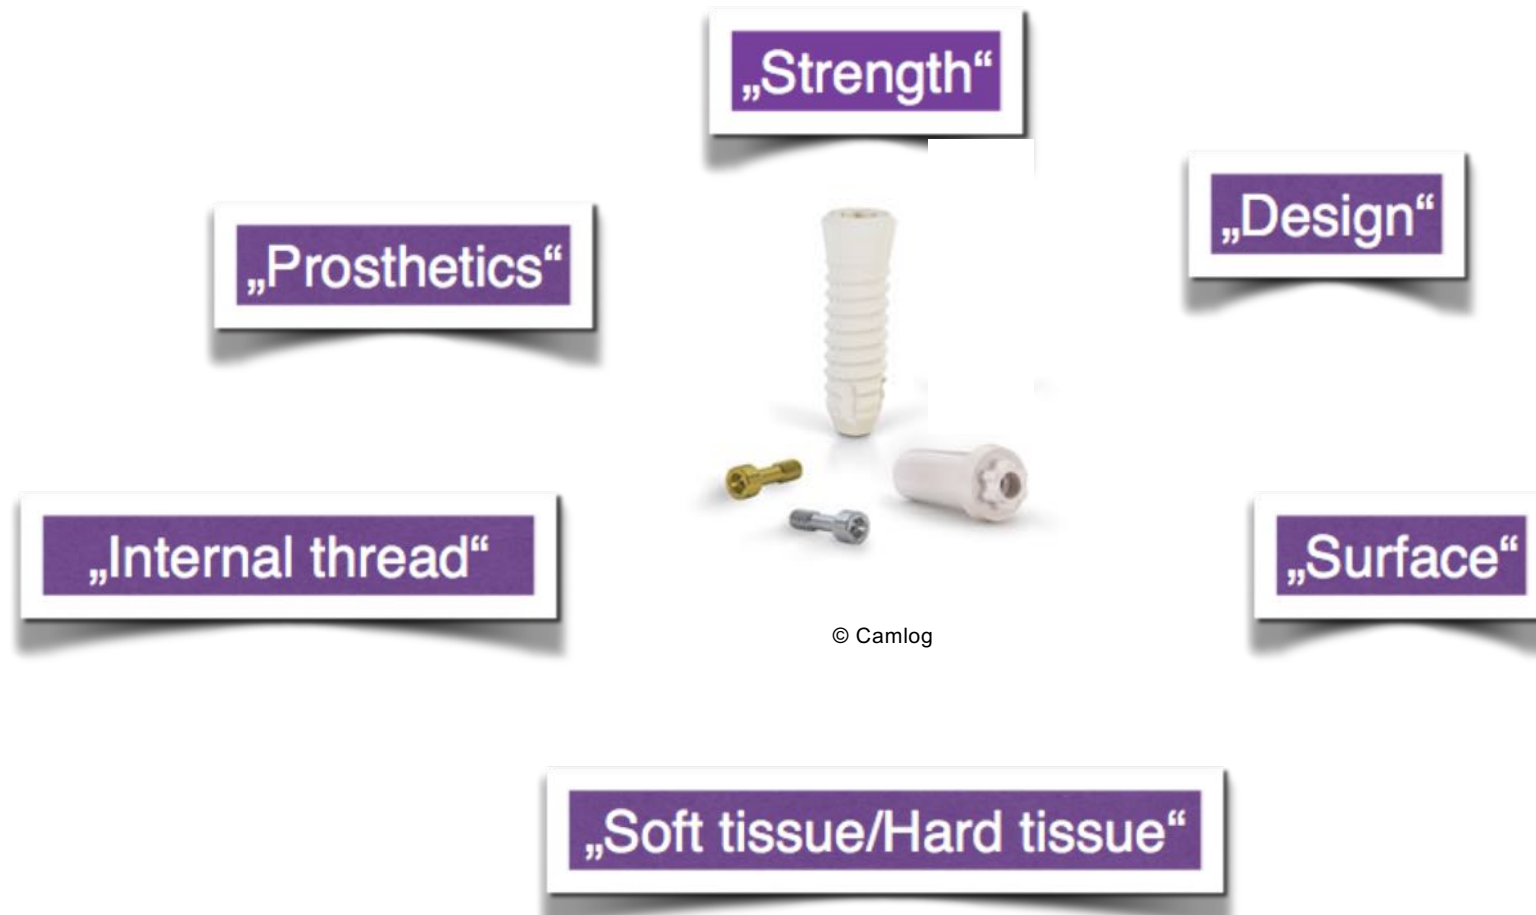 „Strength“
„Design“
„Prosthetics“
„Internal thread“
„Surface“
© Camlog
„Soft tissue/Hard tissue“